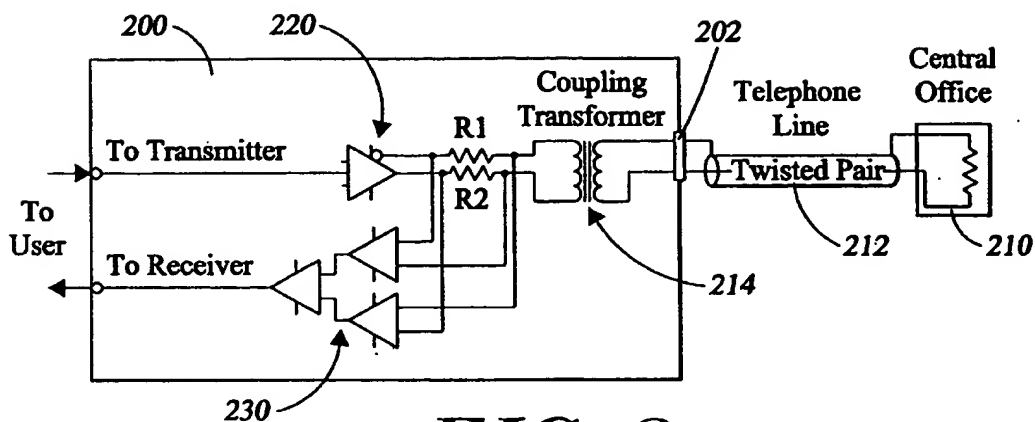 200
220
202
Central
Office
Coupling
Transformer
Telephone
Line
R1
R2
To Transmitter
Twisted Pair
To
User
212
210
To Receiver
214
230